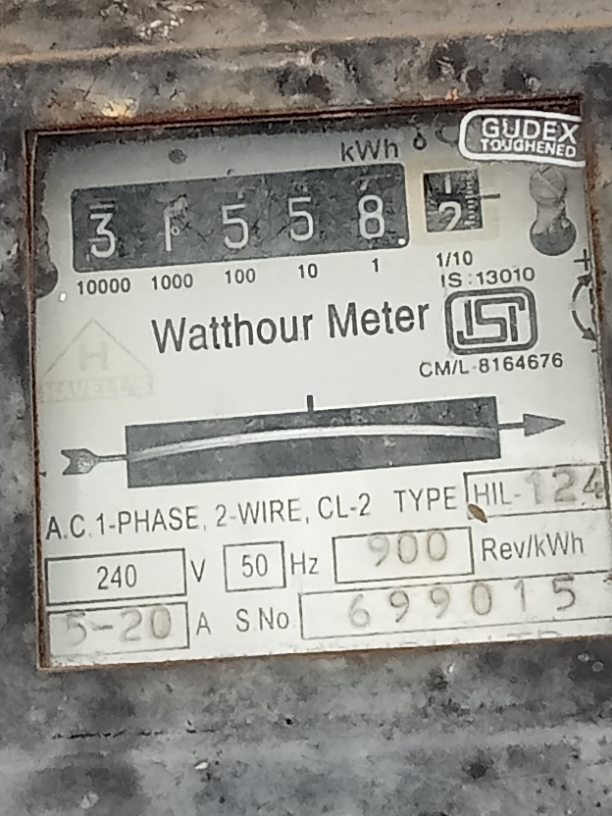 GUDEX
TOUGHENED
kWh
3 1 5 5 8 2
10000 1000 100 10 1 1/10
IS:13010
Watthour Meter
ISI
CM/L-8164676
H
HAVELL'S
A.C.1-PHASE, 2-WIRE, CL-2 TYPE HIL-124
240 V 50 Hz 900 Rev/kWh
5-20 A S.No 699015